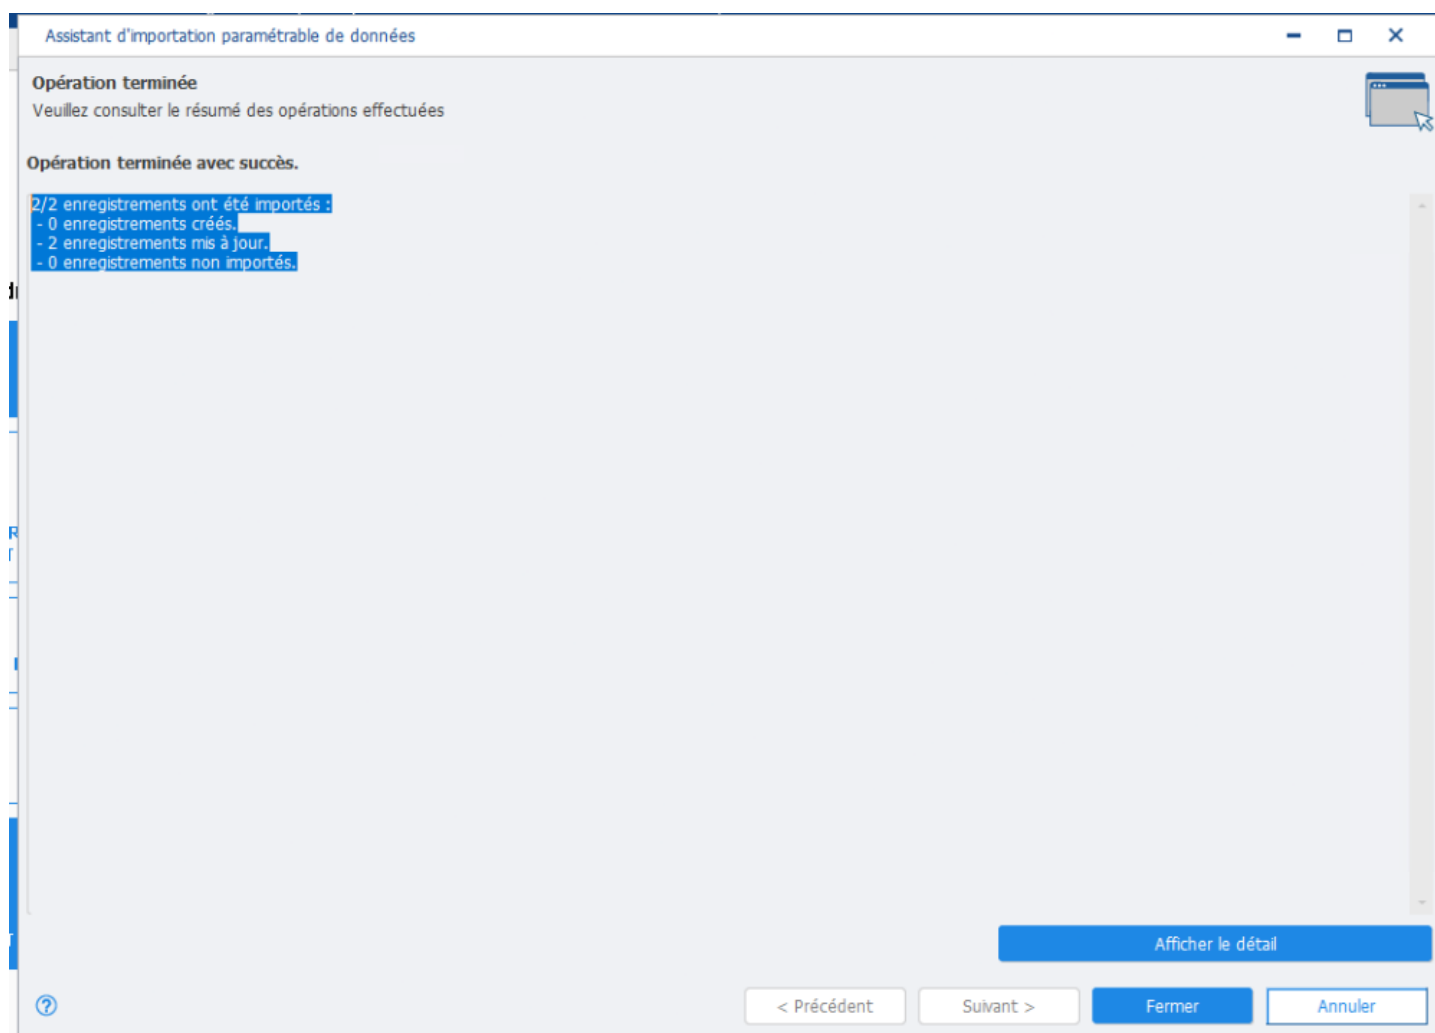 Assistant d'importation paramétrable de données
Opération terminée
Veuillez consulter le résumé des opérations effectuées
Opération terminée avec succès.
2/2 enregistrements ont été importés :
- 0 enregistrements créés.
- 2 enregistrements mis à jour.
- 0 enregistrements non importés.
Afficher le détail
< Précédent
Suivant >
Fermer
Annuler